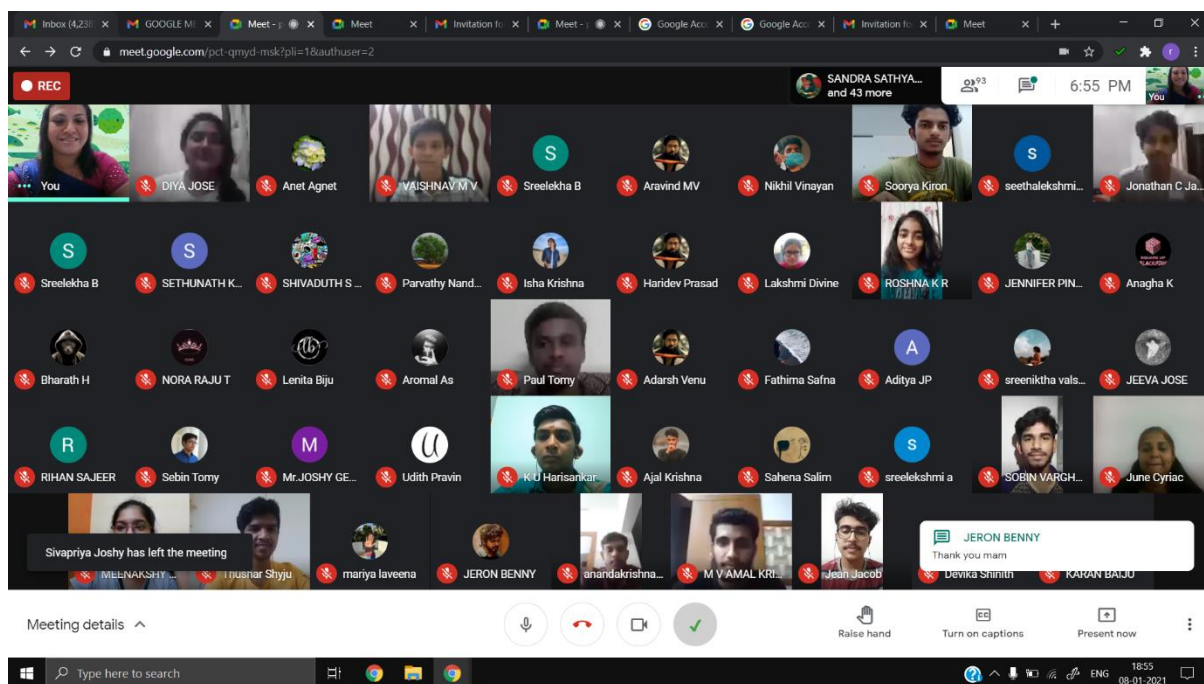 Inbox (4,238
GOOGLE M
Meet - p
Meet
Invitation fo
Meet - p
Google Acc
Google Acc
Invitation fo
Meet
meet.google.com/pct-qmyd-msk?pli=1&authuser=2
r
REC
SANDRA SATHYA...
and 43 more
93
6:55 PM
You
You
DIYA JOSE
Anet Agnet
VAISHNAV M V
S
Sreelekha B
Aravind MV
Nikhil Vinayan
Soorya Kiron
s
seethalekshmi...
Jonathan C Ja...
S
Sreelekha B
S
SETHUNATH K...
SHIVADUTH S ...
Parvathy Nand...
Isha Krishna
Haridev Prasad
Lakshmi Divine
ROSHNA K R
JENNIFER PIN...
Anagha K
Bharath H
NORA RAJU T
Lenita Biju
Aromal As
Paul Tomy
Adarsh Venu
Fathima Safna
A
Aditya JP
sreeniktha vals...
JEEVA JOSE
R
RIHAN SAJEER
Sebin Tomy
M
Mr.JOSHY GE...
U
Udith Pravin
K U Harisankar
Ajal Krishna
Sahena Salim
s
sreelekshmi a
SOBIN VARGH...
June Cyriac
Sivapriya Joshy has left the meeting
MEENAKSHY ...
Thushar Shyju
mariya laveena
JERON BENNY
anandakrishna...
M V AMAL KRI...
Jean Jacob
Devika Shinith
KARAN BAIJU
JERON BENNY
Thank you mam
Meeting details
Raise hand
CC
Turn on captions
Present now
Type here to search
ENG
18:55
08-01-2021